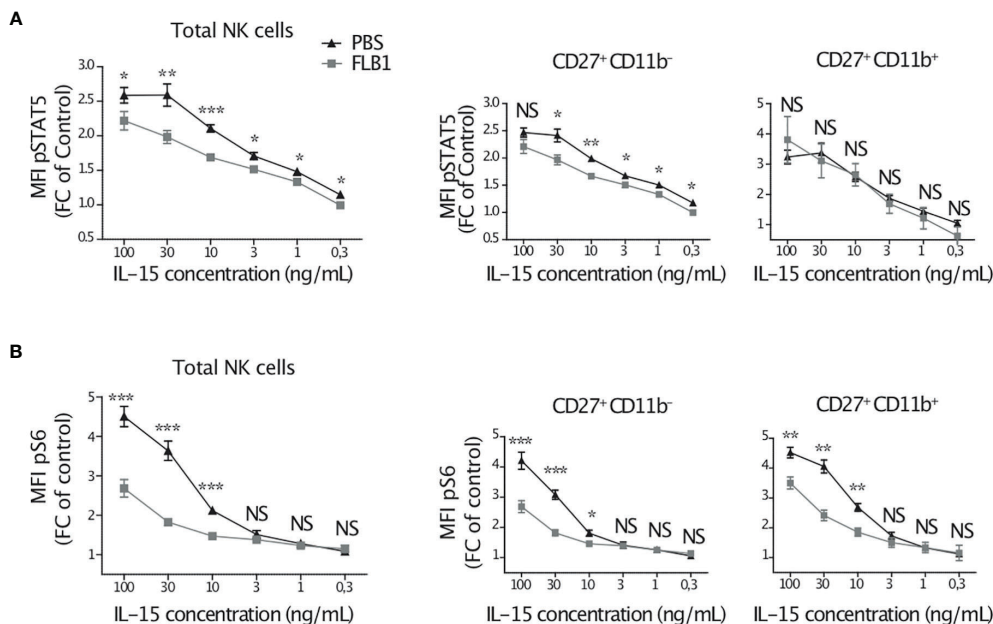 A
Total NK cells
PBS
FLB1
CD27+ CD11b-
CD27+ CD11b+
MFI pSTAT5
(FC of Control)
3.0
2.5
2.0
1.5
1.0
0.5
* ** *** * * *
100 30 10 3 1 0,3
IL-15 concentration (ng/mL)
MFI pSTAT5
(FC of Control)
3.0
2.5
2.0
1.5
1.0
0.5
NS * ** * * *
100 30 10 3 1 0,3
IL-15 concentration (ng/mL)
5
4
3
2
1
NS NS NS NS NS NS
100 30 10 3 1 0,3
IL-15 concentration (ng/mL)
B
Total NK cells
CD27+ CD11b-
CD27+ CD11b+
MFI pS6
(FC of control)
5
4
3
2
1
*** *** *** NS NS NS
100 30 10 3 1 0,3
IL-15 concentration (ng/mL)
MFI pS6
(FC of control)
5
4
3
2
1
*** *** * NS NS NS
100 30 10 3 1 0,3
IL-15 concentration (ng/mL)
5
4
3
2
1
** ** ** NS NS NS
100 30 10 3 1 0,3
IL-15 concentration (ng/mL)